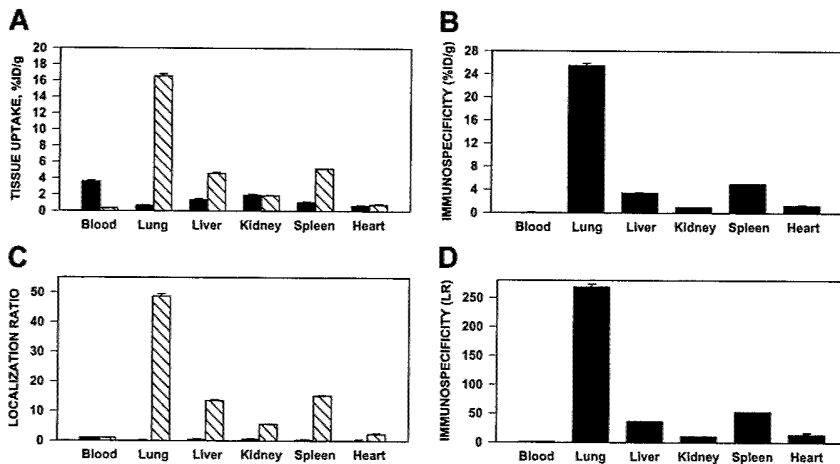 A
TISSUE UPTAKE, %ID/g
20
18
16
14
12
10
8
6
4
2
0
Blood Lung Liver Kidney Spleen Heart
B
IMMUNOSPECIFICITY (%ID/g)
28
24
20
16
12
8
4
0
Blood Lung Liver Kidney Spleen Heart
C
LOCALIZATION RATIO
50
40
30
20
10
0
Blood Lung Liver Kidney Spleen Heart
D
IMMUNOSPECIFICITY (LR)
250
200
150
100
50
0
Blood Lung Liver Kidney Spleen Heart